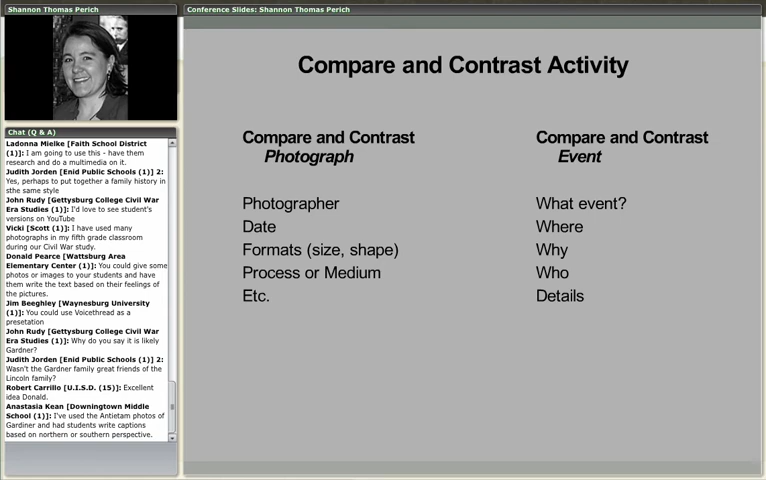 Shannon Thomas Perich
Chat (Q & A)
Ladonna Mielke [Faith School District
(1)]: I am going to use this - have them
research and do a multimedia on it.
Judith Jorden [Enid Public Schools (1)] 2:
Yes, perhaps to put together a family history in
sthe same style
John Rudy [Gettysburg College Civil War
Era Studies (1)]: I'd love to see student's
versions on YouTube
Vicki [Scott (1)]: I have used many
photographs in my fifth grade classroom
during our Civil War study.
Donald Pearce [Wattsburg Area
Elementary Center (1)]: You could give some
photos or images to your students and have
them write the text based on their feelings of
the pictures.
Jim Beeghley [Waynesburg University
(1)]: You could use Voicethread as a
presetation
John Rudy [Gettysburg College Civil War
Era Studies (1)]: Why do you say it is likely
Gardner?
Judith Jorden [Enid Public Schools (1)] 2:
Wasn't the Gardner family great friends of the
Lincoln family?
Robert Carrillo [U.I.S.D. (15)]: Excellent
idea Donald.
Anastasia Kean [Downingtown Middle
School (1)]: I've used the Antietam photos of
Gardiner and had students write captions
based on northern or southern perspective.
Conference Slides: Shannon Thomas Perich
Compare and Contrast Activity
Compare and Contrast
Photograph
Photographer
Date
Formats (size, shape)
Process or Medium
Etc.
Compare and Contrast
Event
What event?
Where
Why
Who
Details